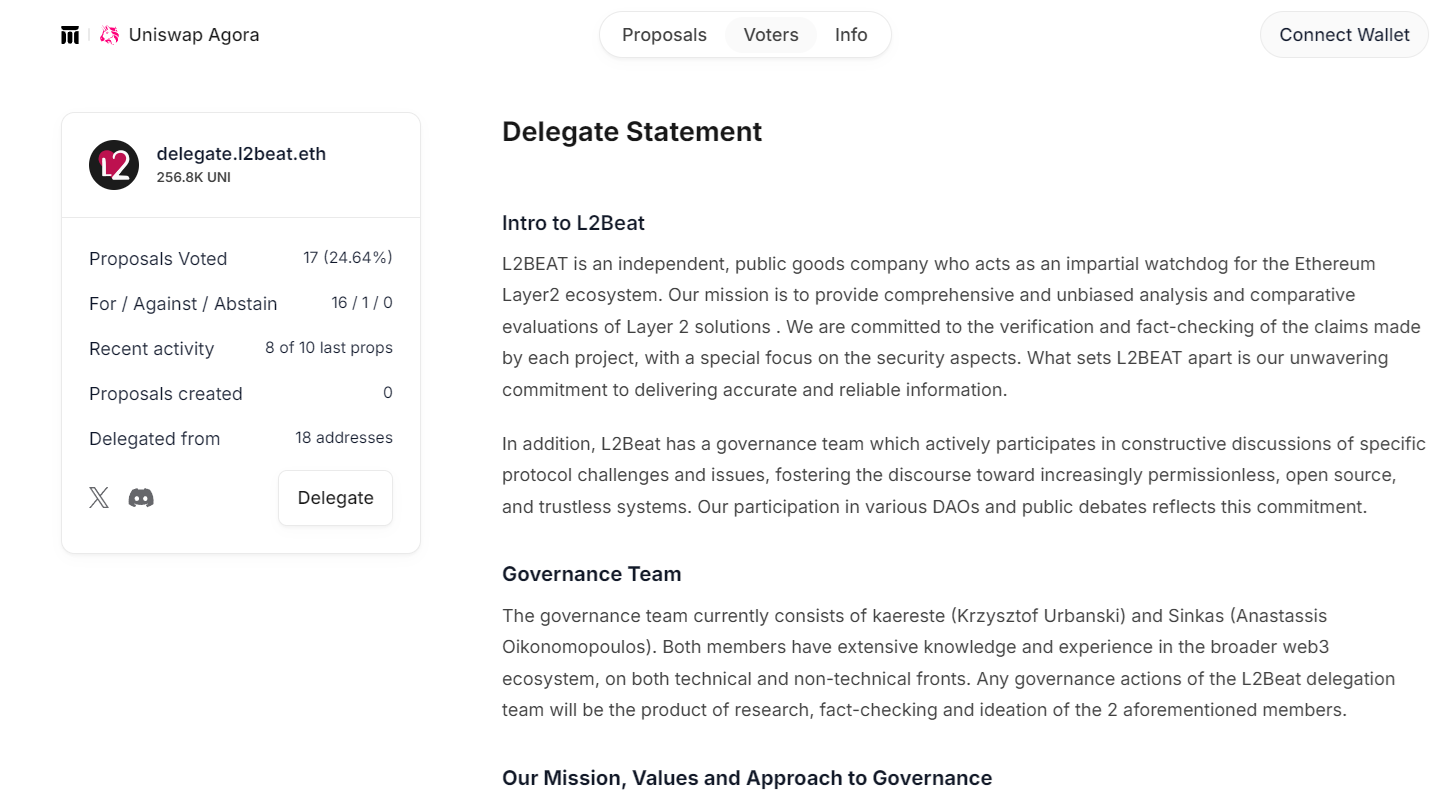 Uniswap Agora
Proposals
Voters
Info
Connect Wallet
L2
delegate.l2beat.eth
256.8K UNI
Proposals Voted 17 (24.64%)
For / Against / Abstain 16 / 1 / 0
Recent activity 8 of 10 last props
Proposals created 0
Delegated from 18 addresses
Delegate
Delegate Statement
Intro to L2Beat
L2BEAT is an independent, public goods company who acts as an impartial watchdog for the Ethereum
Layer2 ecosystem. Our mission is to provide comprehensive and unbiased analysis and comparative
evaluations of Layer 2 solutions . We are committed to the verification and fact-checking of the claims made
by each project, with a special focus on the security aspects. What sets L2BEAT apart is our unwavering
commitment to delivering accurate and reliable information.
In addition, L2Beat has a governance team which actively participates in constructive discussions of specific
protocol challenges and issues, fostering the discourse toward increasingly permissionless, open source,
and trustless systems. Our participation in various DAOs and public debates reflects this commitment.
Governance Team
The governance team currently consists of kaereste (Krzysztof Urbanski) and Sinkas (Anastassis
Oikonomopoulos). Both members have extensive knowledge and experience in the broader web3
ecosystem, on both technical and non-technical fronts. Any governance actions of the L2Beat delegation
team will be the product of research, fact-checking and ideation of the 2 aforementioned members.
Our Mission, Values and Approach to Governance